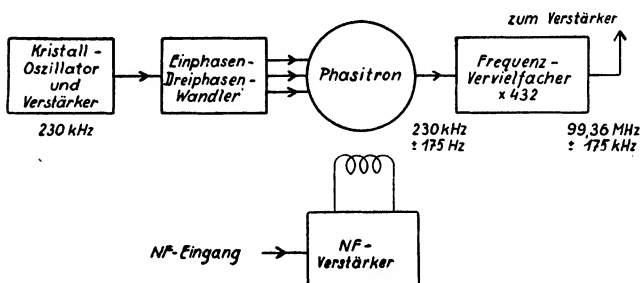 zum Verstärker
Kristall-
Oszillator
und
Verstärker
230 kHz
Einphasen-
Dreiphasen-
Wandler
Phasitron
230 kHz
± 175 Hz
Frequenz-
Vervielfacher
x 432
99,36 MHz
± 175 kHz
NF-Eingang
NF-
Verstärker